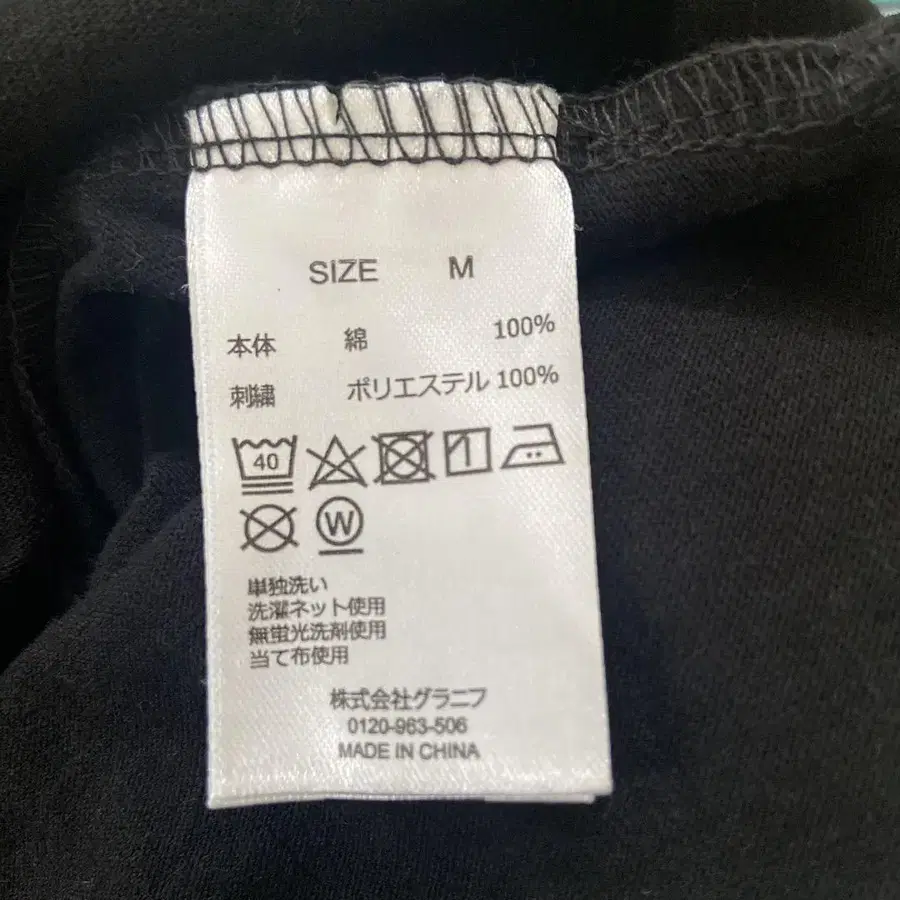 SIZE M
本体 綿 100%
刺繍 ポリエステル 100%
40
W
単独洗い
洗濯ネット使用
無蛍光洗剤使用
当て布使用
株式会社グラニフ
0120-963-506
MADE IN CHINA